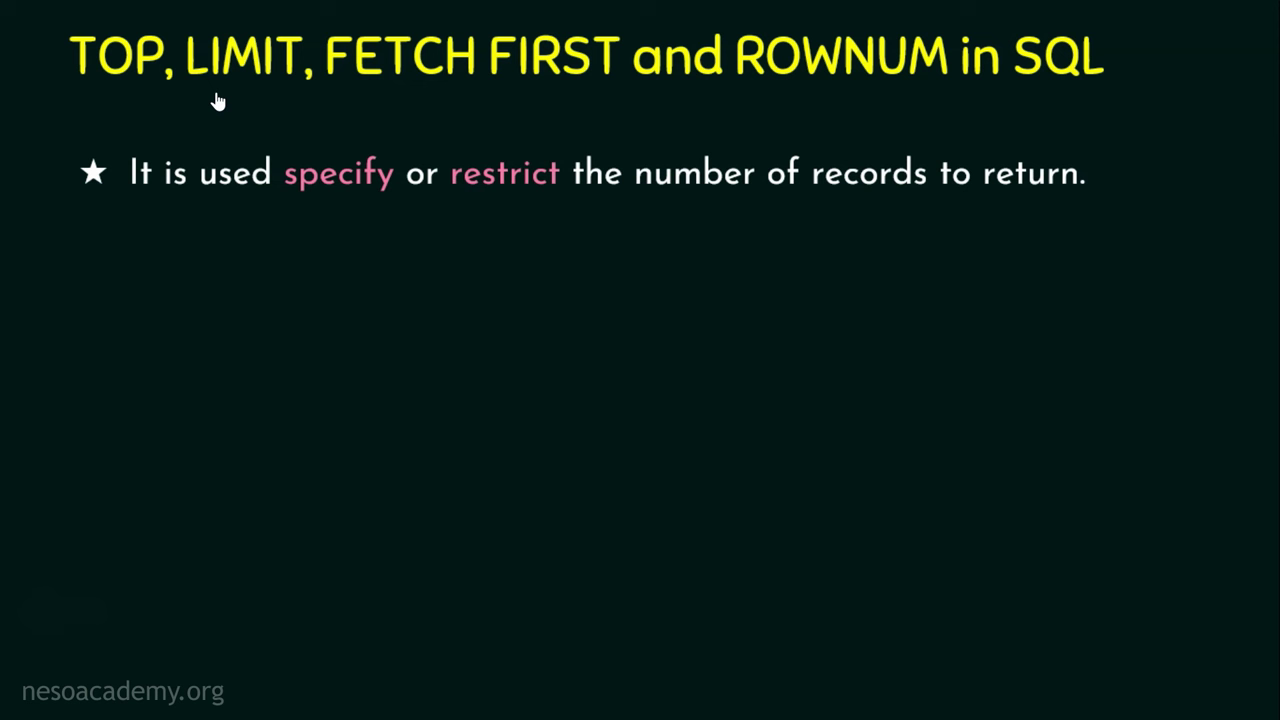 TOP, LIMIT, FETCH FIRST and ROWNUM in SQL
★ It is used specify or restrict the number of records to return.
nesoacademy.org